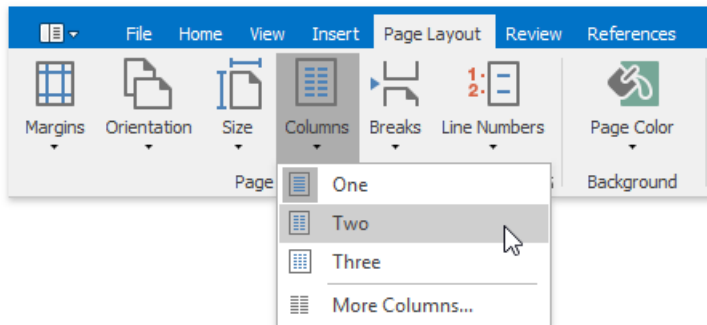 File Home View Insert Page Layout Review References
Margins Orientation Size Columns Breaks Line Numbers Page Color
Page Background
One
Two
Three
More Columns...